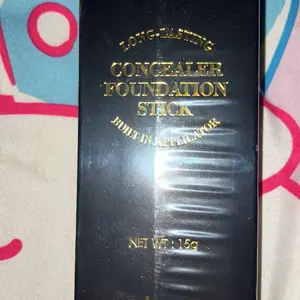 LONG-LASTING
CONCEALER
FOUNDATION
STICK
BUILT-IN APPLICATOR
NET WT : 15g